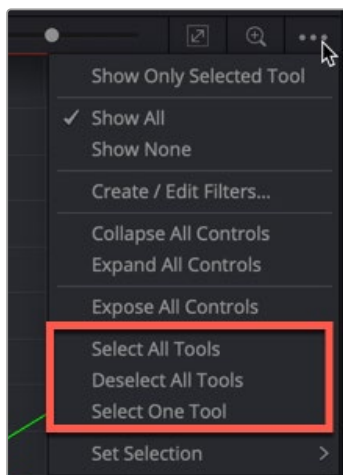 Show Only Selected Tool
Show All
Show None
Create / Edit Filters...
Collapse All Controls
Expand All Controls
Expose All Controls
Select All Tools
Deselect All Tools
Select One Tool
Set Selection